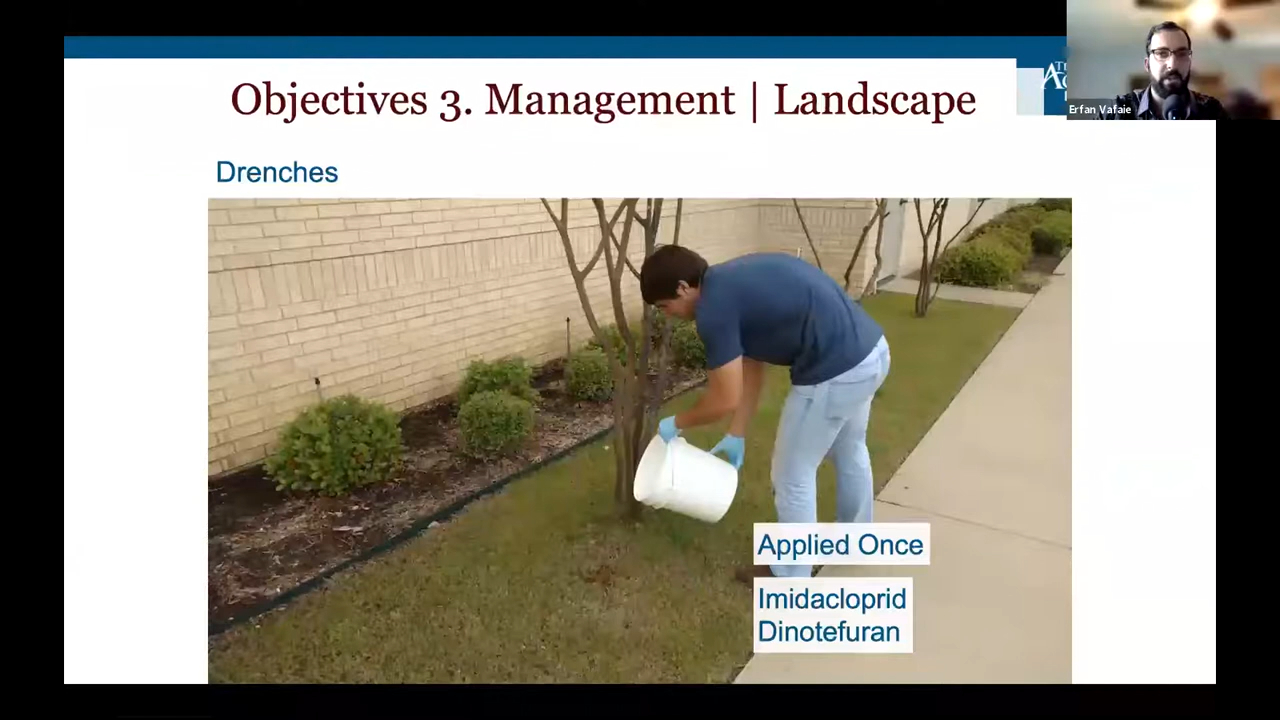 Objectives 3. Management | Landscape
Erfan Vafaie
Drenches
Applied Once
Imidacloprid
Dinotefuran